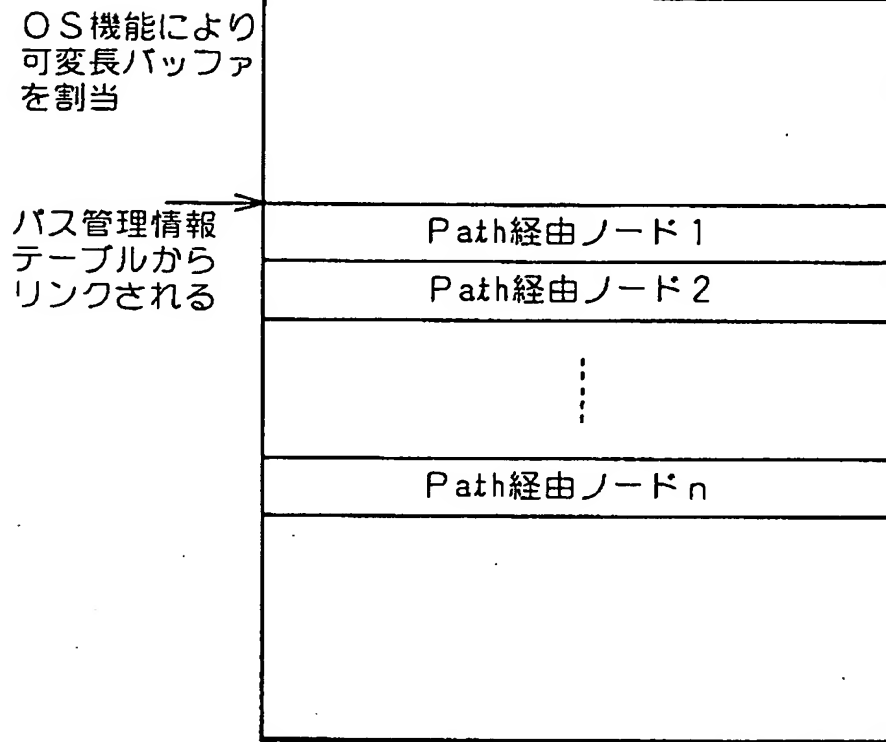 OS機能により
可変長バッファ
を割当
パス管理情報
テーブルから
リンクされる
Path経由ノード1
Path経由ノード2
Path経由ノードn